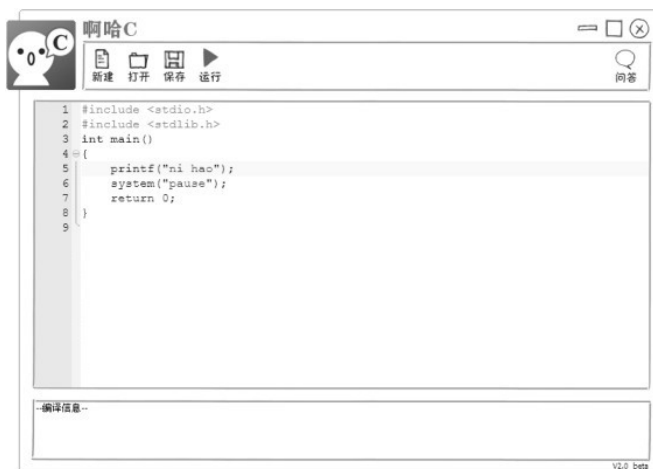 啊哈C
C
新建 打开 保存 运行
问答
1 #include <stdio.h>
2 #include <stdlib.h>
3 int main()
4 {
5 printf("ni hao");
6 system("pause");
7 return 0;
8 }
9
--编译信息--
V2.0 beta